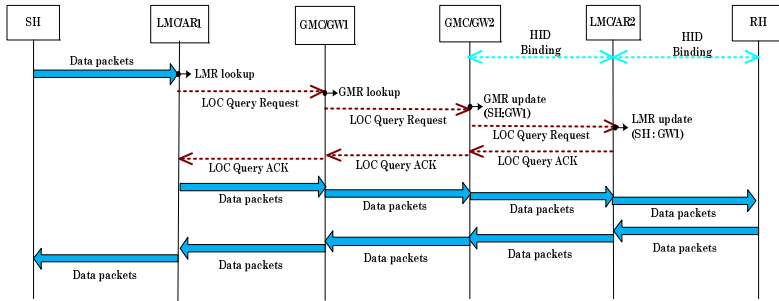 SH
LMC/AR1
GMC/GW1
GMC/GW2
LMC/AR2
RH
HID
Binding
HID
Binding
Data packets
LMR lookup
GMR lookup
LOC Query Request
LOC Query Request
GMR update
(SH:GW1)
LOC Query Request
LMR update
(SH : GW1)
LOC Query ACK
LOC Query ACK
LOC Query ACK
Data packets
Data packets
Data packets
Data packets
Data packets
Data packets
Data packets
Data packets
Data packets